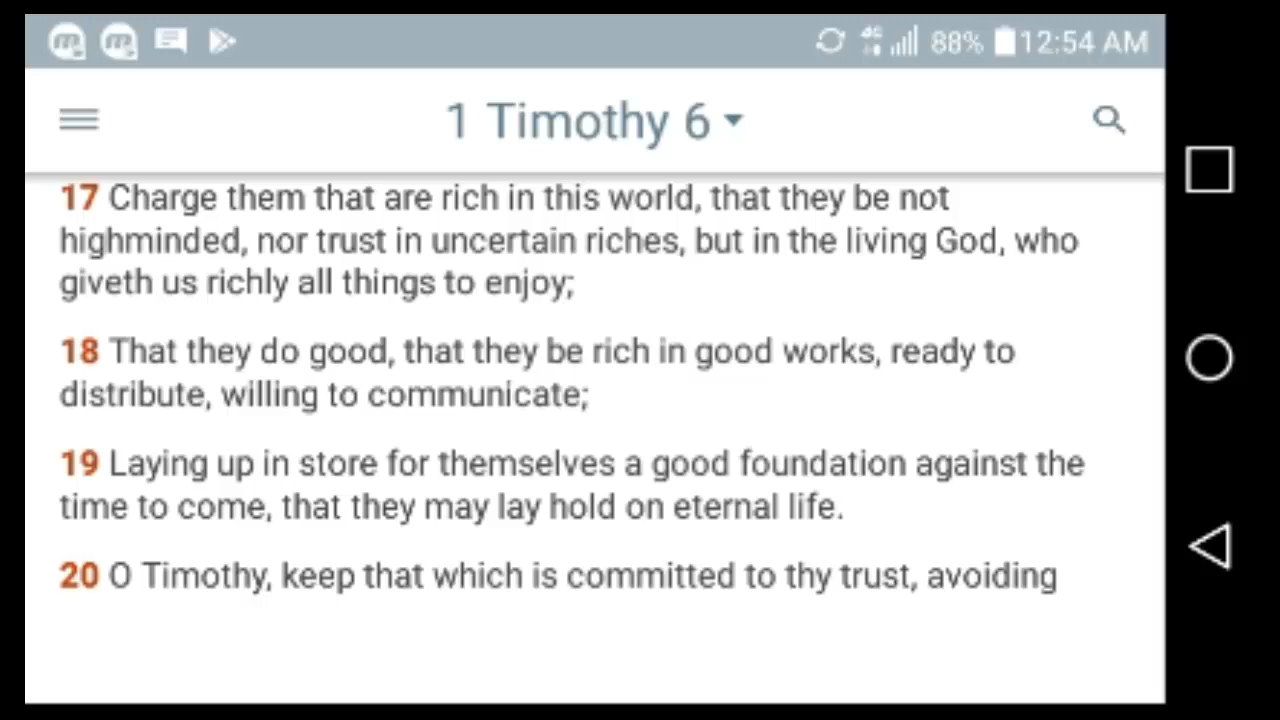 88% 12:54 AM
1 Timothy 6
17 Charge them that are rich in this world, that they be not
highminded, nor trust in uncertain riches, but in the living God, who
giveth us richly all things to enjoy;
18 That they do good, that they be rich in good works, ready to
distribute, willing to communicate;
19 Laying up in store for themselves a good foundation against the
time to come, that they may lay hold on eternal life.
20 O Timothy, keep that which is committed to thy trust, avoiding